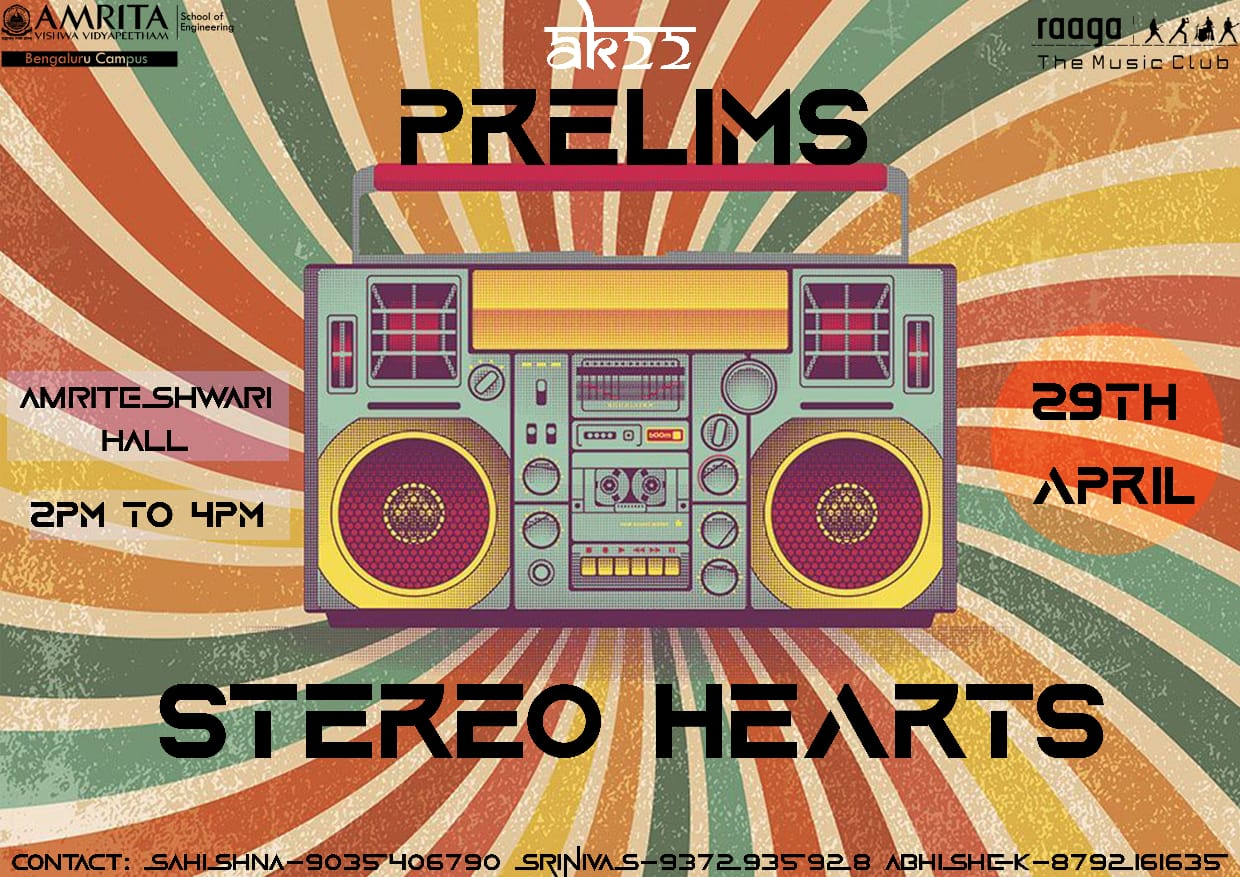 AMRITA
VISHWA VIDYAPEETHAM
School of
Engineering
Bengaluru Campus
ak22
raaga
The Music Club
PRELIMS
AMRITESHWARI
HALL
2PM TO 4PM
29TH
APRIL
boom
STEREO HEARTS
CONTACT: SAHISHNA-9035406790 SRINIVAS-9372935928 ABHISHEK-8792161635